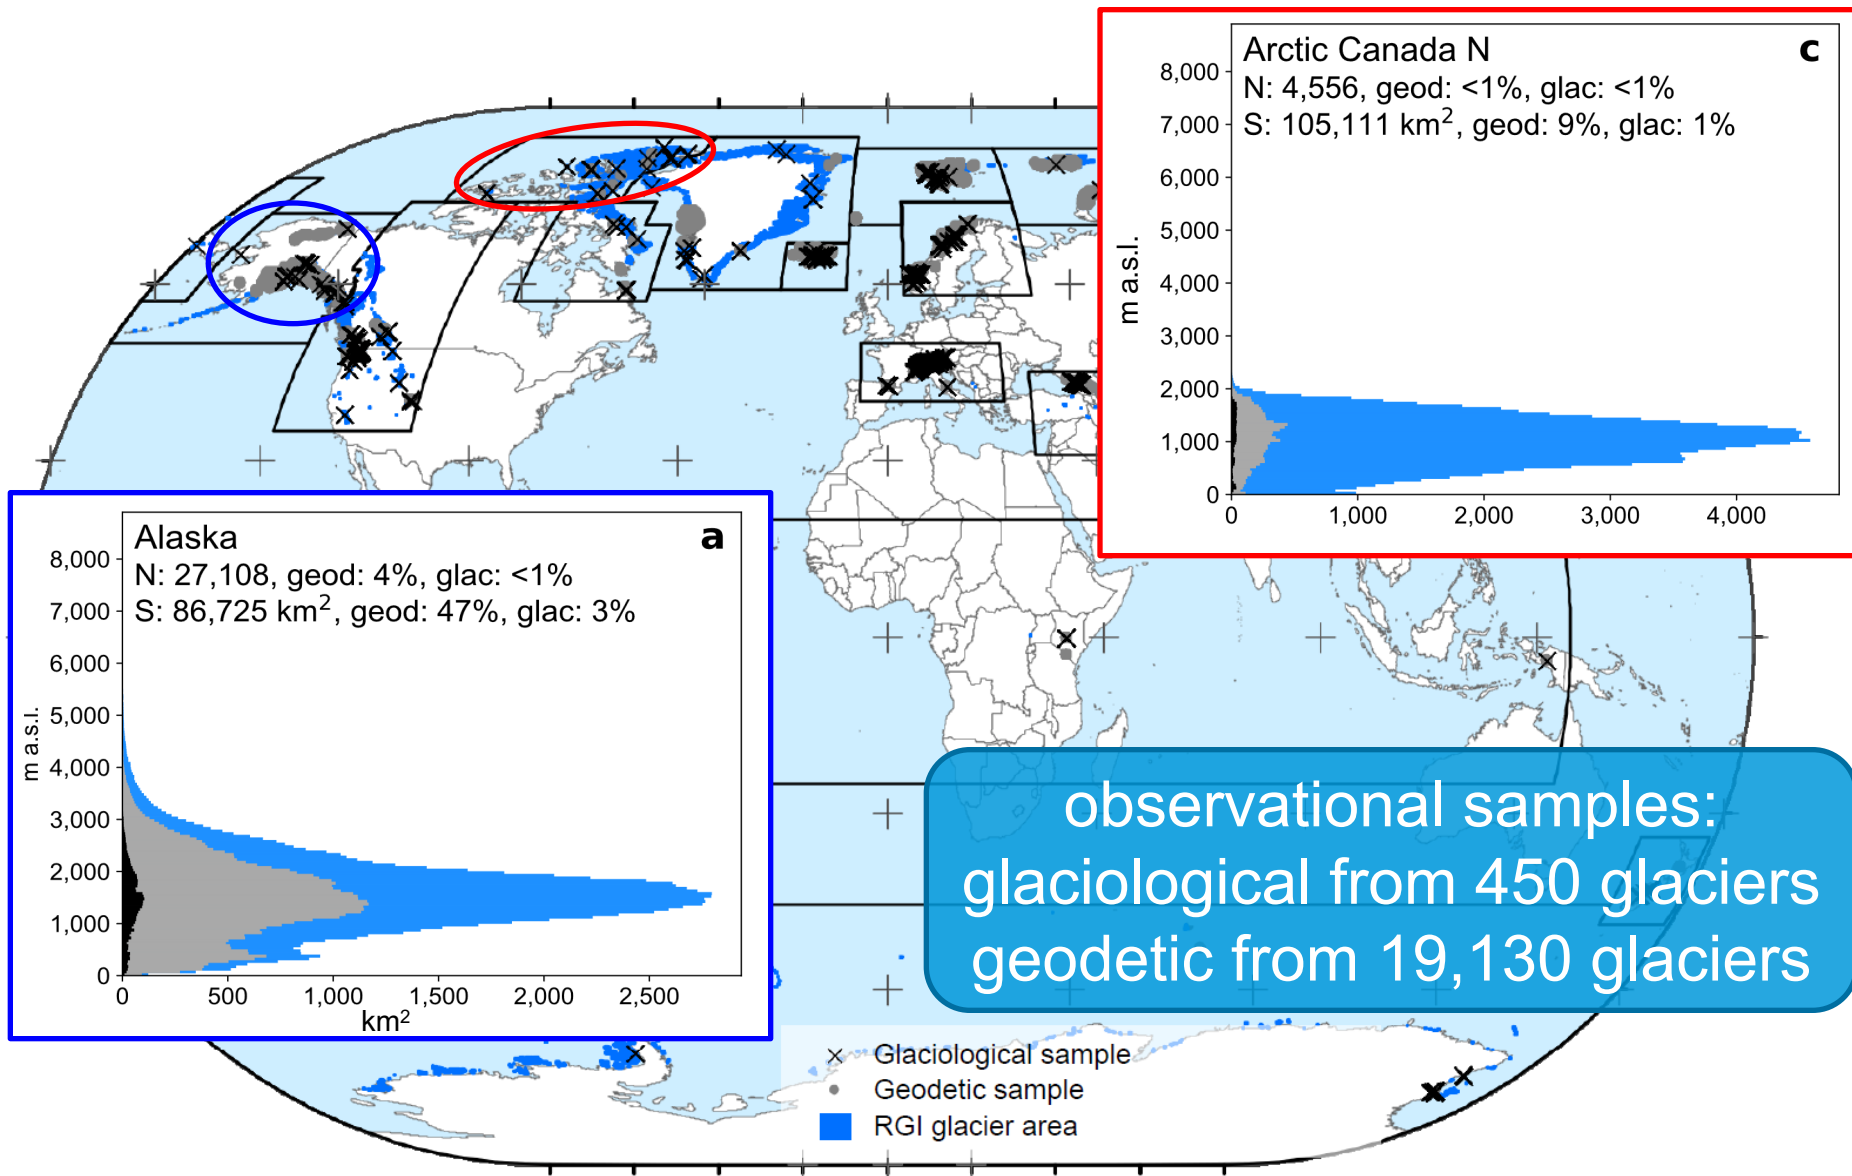 Arctic Canada N
c
N: 4,556, geod: <1%, glac: <1%
S: 105,111 km², geod: 9%, glac: 1%
8,000
7,000
6,000
5,000
4,000
3,000
2,000
1,000
0
m a.s.l.
0
1,000
2,000
3,000
4,000
Alaska
a
N: 27,108, geod: 4%, glac: <1%
S: 86,725 km², geod: 47%, glac: 3%
8,000
7,000
6,000
5,000
4,000
3,000
2,000
1,000
0
m a.s.l.
0
500
1,000
1,500
2,000
2,500
km²
observational samples:
glaciological from 450 glaciers
geodetic from 19,130 glaciers
Glaciological sample
Geodetic sample
RGI glacier area